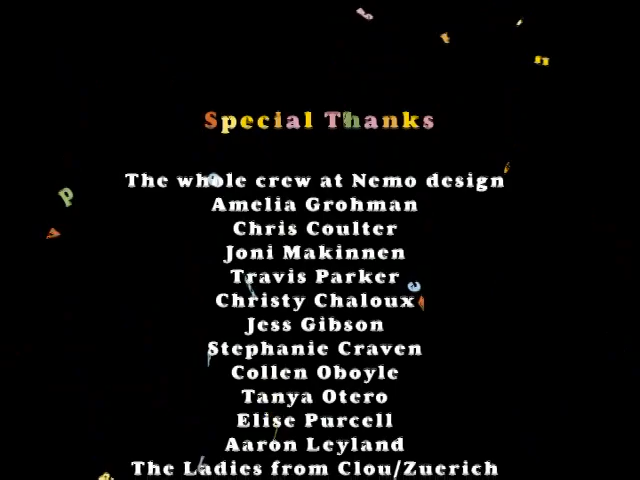 Special Thanks
The whole crew at Nemo design
Amelia Grohman
Chris Coulter
Joni Makinnen
Travis Parker
Christy Chaloux
Jess Gibson
Stephanie Craven
Collen Oboyle
Tanya Otero
Elise Purcell
Aaron Leyland
The Ladies from Clou/Zuerich